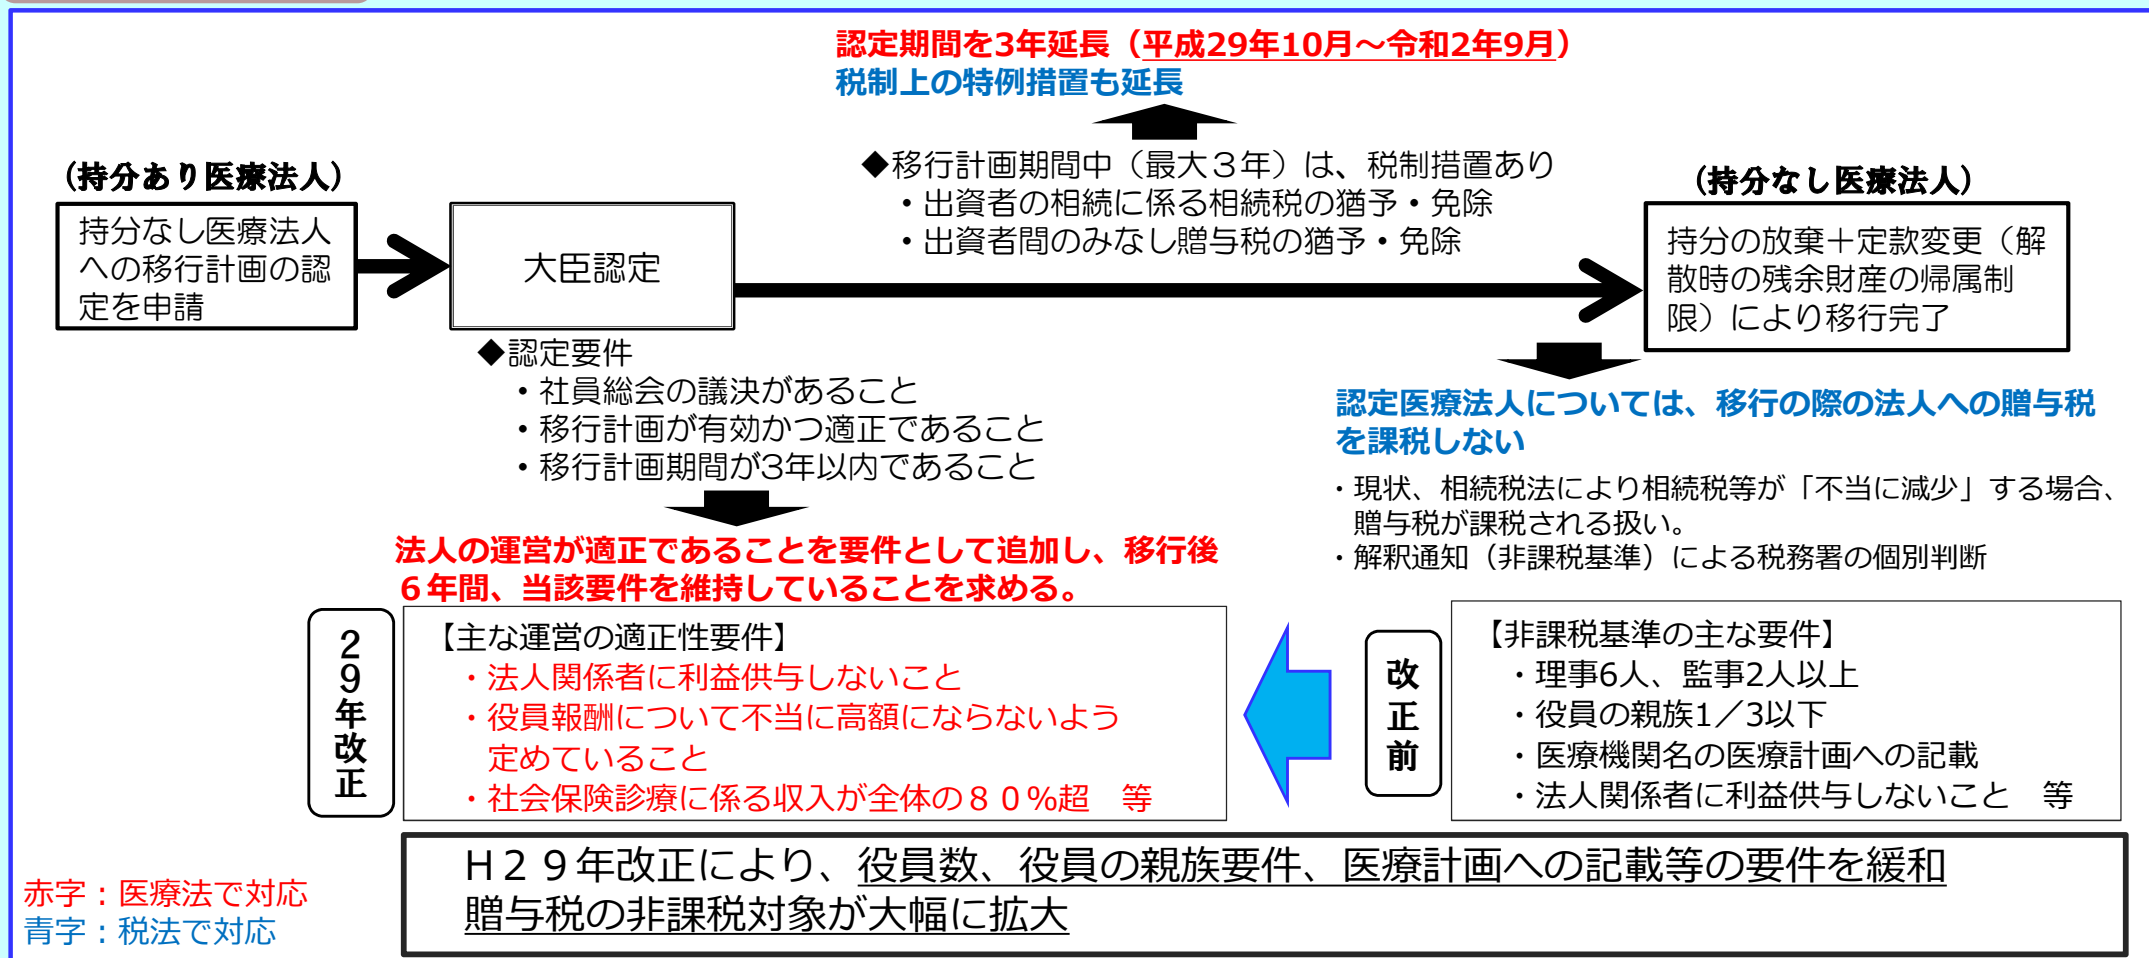 認定期間を3年延長（平成29年10月～令和2年9月）
税制上の特例措置も延長
◆移行計画期間中（最大３年）は、税制措置あり
・出資者の相続に係る相続税の猶予・免除
・出資者間のみなし贈与税の猶予・免除
（持分あり医療法人）
持分なし医療法人
への移行計画の認
定を申請
大臣認定
（持分なし医療法人）
持分の放棄＋定款変更（解
散時の残余財産の帰属制
限）により移行完了
◆認定要件
・社員総会の議決があること
・移行計画が有効かつ適正であること
・移行計画期間が3年以内であること
認定医療法人については、移行の際の法人への贈与税
を課税しない
・現状、相続税法により相続税等が「不当に減少」する場合、
贈与税が課税される扱い。
・解釈通知（非課税基準）による税務署の個別判断
法人の運営が適正であることを要件として追加し、移行後
６年間、当該要件を維持していることを求める。
２９年改正
【主な運営の適正性要件】
・法人関係者に利益供与しないこと
・役員報酬について不当に高額にならないよう
定めていること
・社会保険診療に係る収入が全体の８０％超　等
改正前
【非課税基準の主な要件】
・理事6人、監事2人以上
・役員の親族1／3以下
・医療機関名の医療計画への記載
・法人関係者に利益供与しないこと　等
Ｈ２９年改正により、役員数、役員の親族要件、医療計画への記載等の要件を緩和
贈与税の非課税対象が大幅に拡大
赤字：医療法で対応
青字：税法で対応